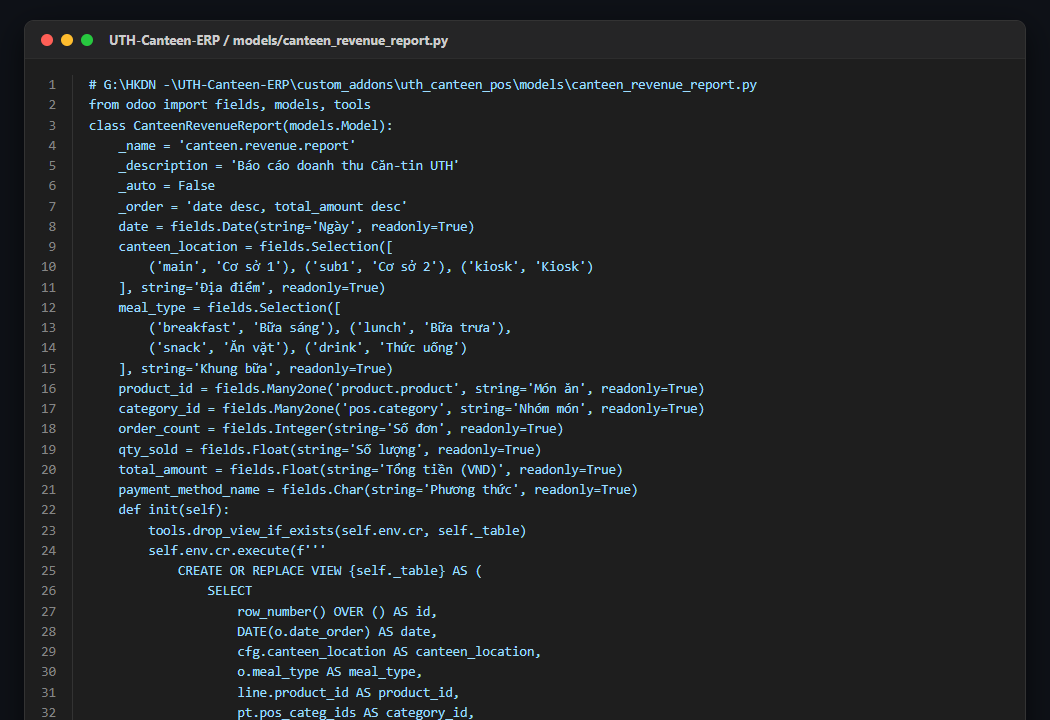 UTH-Canteen-ERP / models/canteen_revenue_report.py
1 # G:\HKDN -\UTH-Canteen-ERP\custom_addons\uth_canteen_pos\models\canteen_revenue_report.py
2 from odoo import fields, models, tools
3 class CanteenRevenueReport(models.Model):
4     _name = 'canteen.revenue.report'
5     _description = 'Báo cáo doanh thu Căn-tin UTH'
6     _auto = False
7     _order = 'date desc, total_amount desc'
8     date = fields.Date(string='Ngày', readonly=True)
9     canteen_location = fields.Selection([
10         ('main', 'Cơ sở 1'), ('sub1', 'Cơ sở 2'), ('kiosk', 'Kiosk')
11     ], string='Địa điểm', readonly=True)
12     meal_type = fields.Selection([
13         ('breakfast', 'Bữa sáng'), ('lunch', 'Bữa trưa'),
14         ('snack', 'Ăn vặt'), ('drink', 'Thức uống')
15     ], string='Khung bữa', readonly=True)
16     product_id = fields.Many2one('product.product', string='Món ăn', readonly=True)
17     category_id = fields.Many2one('pos.category', string='Nhóm món', readonly=True)
18     order_count = fields.Integer(string='Số đơn', readonly=True)
19     qty_sold = fields.Float(string='Số lượng', readonly=True)
20     total_amount = fields.Float(string='Tổng tiền (VND)', readonly=True)
21     payment_method_name = fields.Char(string='Phương thức', readonly=True)
22     def init(self):
23         tools.drop_view_if_exists(self.env.cr, self._table)
24         self.env.cr.execute(f'''
25             CREATE OR REPLACE VIEW {self._table} AS (
26                 SELECT
27                     row_number() OVER () AS id,
28                     DATE(o.date_order) AS date,
29                     cfg.canteen_location AS canteen_location,
30                     o.meal_type AS meal_type,
31                     line.product_id AS product_id,
32                     pt.pos_categ_ids AS category_id,